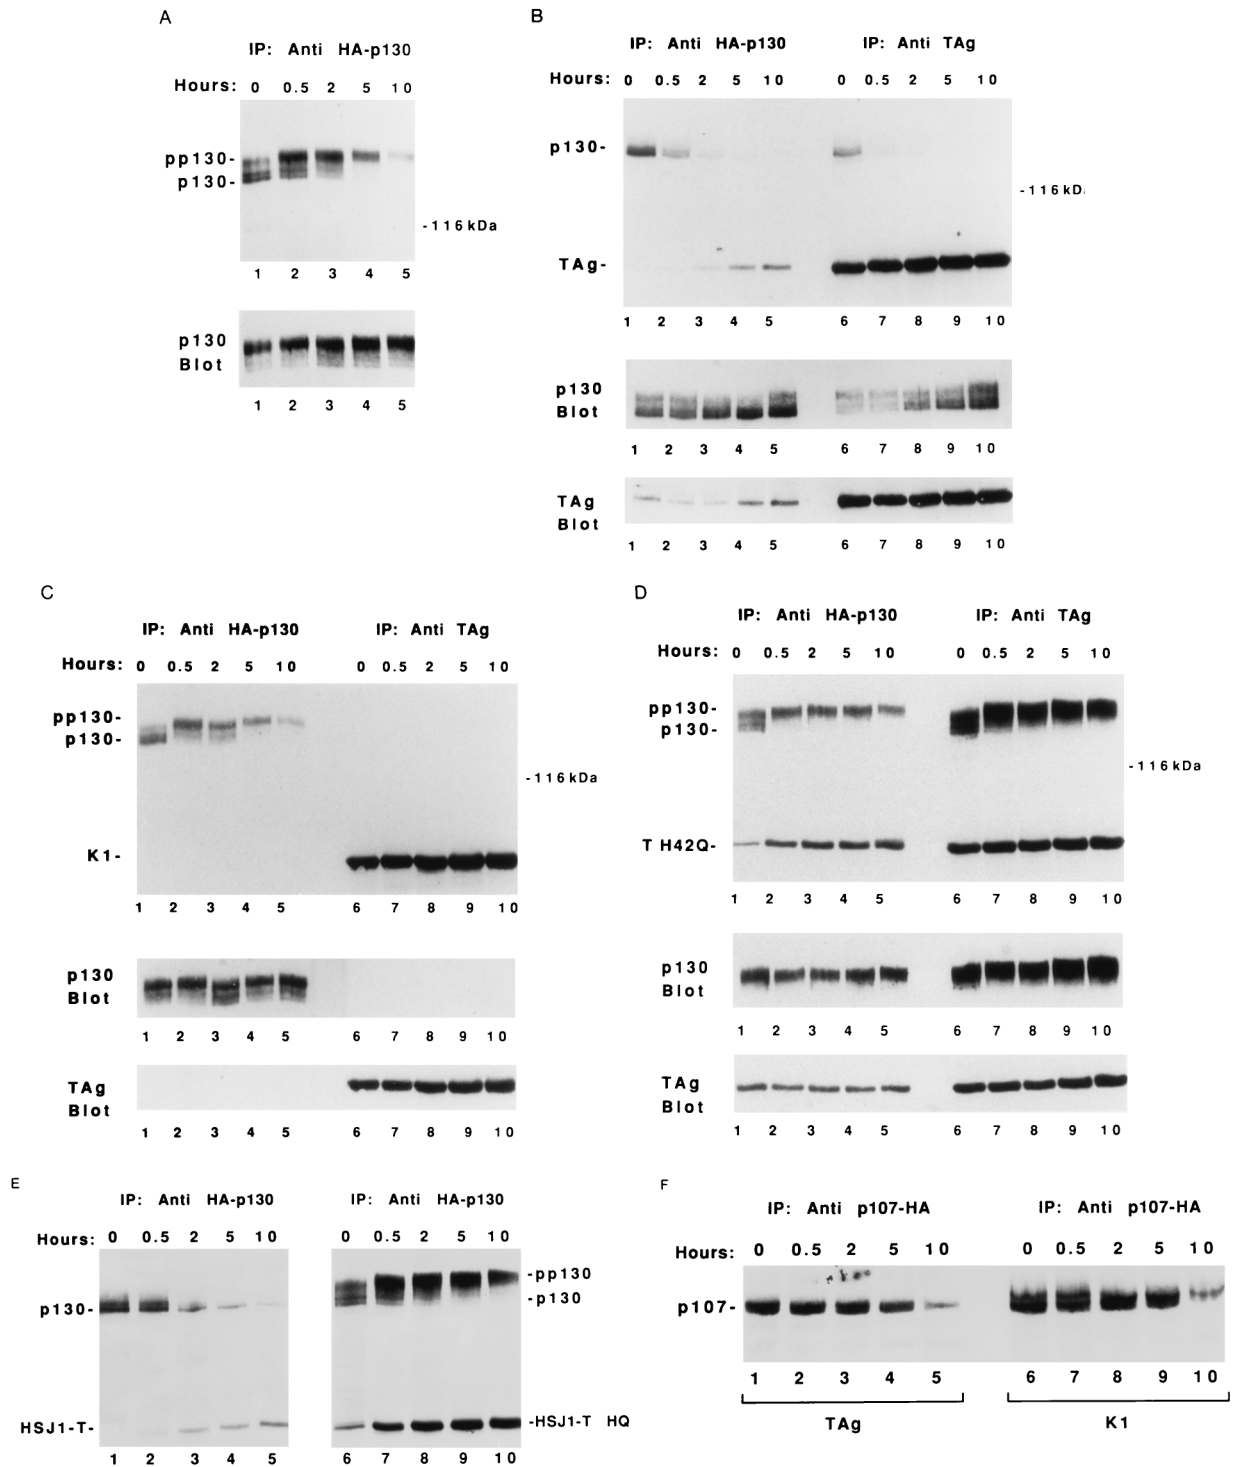 A
IP: Anti HA-p130
Hours: 0 0.5 2 5 10
pp130-
p130-
-116kDa
1 2 3 4 5
p130
Blot
1 2 3 4 5
B
IP: Anti HA-p130 IP: Anti TAg
Hours: 0 0.5 2 5 10 0 0.5 2 5 10
p130-
-116kD
TAg-
1 2 3 4 5 6 7 8 9 10
p130
Blot
1 2 3 4 5 6 7 8 9 10
TAg
Blot
1 2 3 4 5 6 7 8 9 10
C
IP: Anti HA-p130 IP: Anti TAg
Hours: 0 0.5 2 5 10 0 0.5 2 5 10
pp130-
p130-
-116kDa
K1-
1 2 3 4 5 6 7 8 9 10
p130
Blot
1 2 3 4 5 6 7 8 9 10
TAg
Blot
1 2 3 4 5 6 7 8 9 10
D
IP: Anti HA-p130 IP: Anti TAg
Hours: 0 0.5 2 5 10 0 0.5 2 5 10
pp130-
p130-
-116kDa
T H42Q-
1 2 3 4 5 6 7 8 9 10
p130
Blot
1 2 3 4 5 6 7 8 9 10
TAg
Blot
1 2 3 4 5 6 7 8 9 10
E
IP: Anti HA-p130 IP: Anti HA-p130
Hours: 0 0.5 2 5 10 0 0.5 2 5 10
p130- -pp130
-p130
HSJ1-T- -HSJ1-T HQ
1 2 3 4 5 6 7 8 9 10
F
IP: Anti p107-HA IP: Anti p107-HA
Hours: 0 0.5 2 5 10 0 0.5 2 5 10
p107-
1 2 3 4 5 6 7 8 9 10
TAg K1